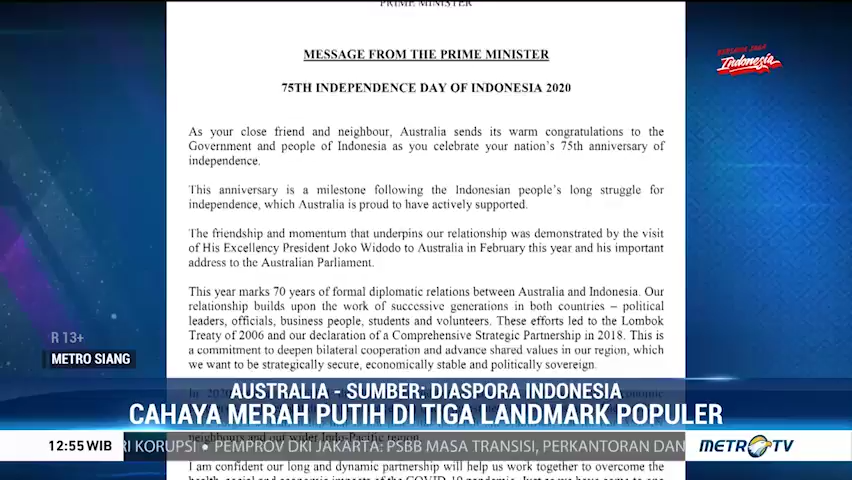 PRIME MINISTER
MESSAGE FROM THE PRIME MINISTER
75TH INDEPENDENCE DAY OF INDONESIA 2020
As your close friend and neighbour, Australia sends its warm congratulations to the
Government and people of Indonesia as you celebrate your nation's 75th anniversary of
independence.
This anniversary is a milestone following the Indonesian people's long struggle for
independence, which Australia is proud to have actively supported.
The friendship and momentum that underpins our relationship was demonstrated by the visit
of His Excellency President Joko Widodo to Australia in February this year and his important
address to the Australian Parliament.
This year marks 70 years of formal diplomatic relations between Australia and Indonesia. Our
relationship builds upon the work of successive generations in both countries – political
leaders, officials, business people, students and volunteers. These efforts led to the Lombok
Treaty of 2006 and our declaration of a Comprehensive Strategic Partnership in 2018. This is
a commitment to deepen bilateral cooperation and advance shared values in our region, which
we want to be strategically secure, economically stable and politically sovereign.
neighbours and our wider Indo-Pacific region.
I am confident our long and dynamic partnership will help us work together to overcome the
Indonesia
R 13+
METRO SIANG
AUSTRALIA - SUMBER: DIASPORA INDONESIA
CAHAYA MERAH PUTIH DI TIGA LANDMARK POPULER
12:55 WIB
RI KORUPSI • PEMPROV DKI JAKARTA: PSBB MASA TRANSISI, PERKANTORAN DAN
METRO TV